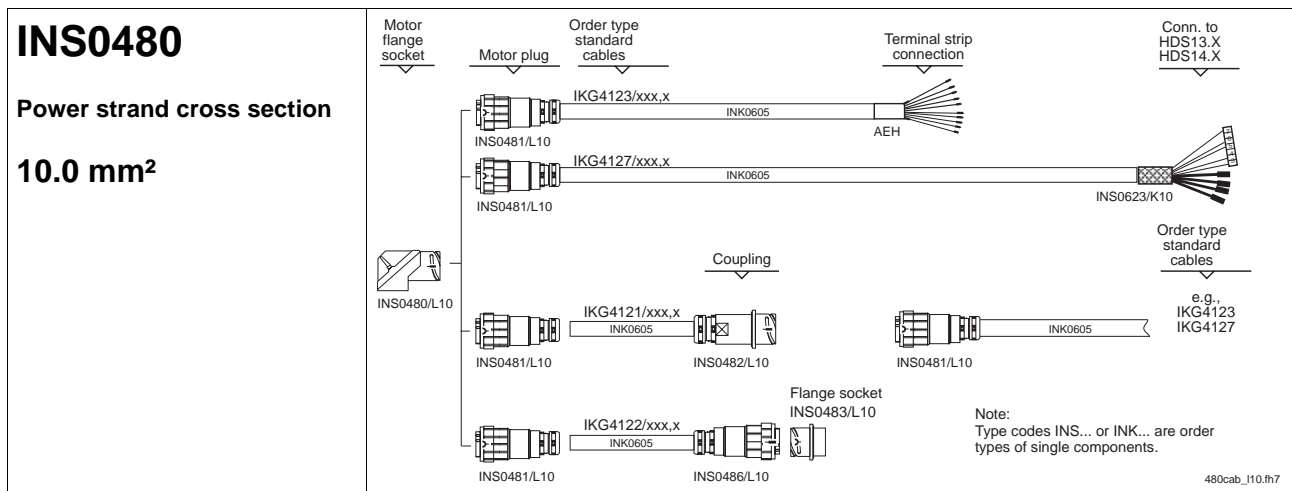 INS0480
Power strand cross section
10.0 mm²
Motor
flange
socket
Motor plug
Order type
standard
cables
Terminal strip
connection
Conn. to
HDS13.X
HDS14.X
IKG4123/xxx,x
INK0605
INS0481/L10
AEH
IKG4127/xxx,x
INK0605
INS0481/L10
INS0623/K10
INS0480/L10
Coupling
Order type
standard
cables
e.g.,
IKG4123
IKG4127
IKG4121/xxx,x
INK0605
INS0481/L10
INS0482/L10
INK0605
INS0481/L10
Flange socket
INS0483/L10
IKG4122/xxx,x
INK0605
INS0481/L10
INS0486/L10
Note:
Type codes INS... or INK... are order
types of single components.
480cab_l10.fh7